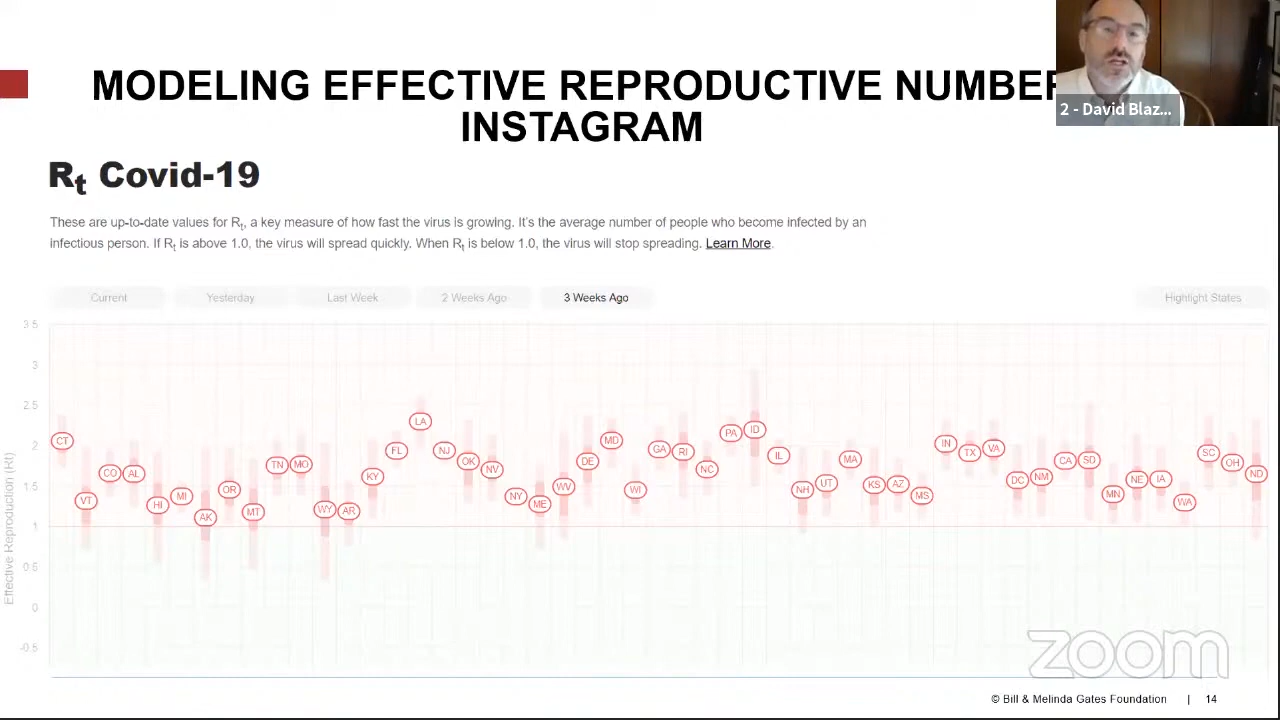 MODELING EFFECTIVE REPRODUCTIVE NUMBER
INSTAGRAM
2 - David Blaz...
Rt Covid-19
These are up-to-date values for Rt, a key measure of how fast the virus is growing. It's the average number of people who become infected by an
infectious person. If Rt is above 1.0, the virus will spread quickly. When Rt is below 1.0, the virus will stop spreading. Learn More.
Current Yesterday Last Week 2 Weeks Ago 3 Weeks Ago Highlight States
Effective Reproduction (Rt)
3.5
3
2.5
2
1.5
1
0.5
0
-0.5
CT VT CO AL HI MI AK OR MT TN MO WY AR KY FL LA NJ OK NV NY ME WV DE MD WI GA RI NC PA ID IL NH UT MA KS AZ MS IN TX VA DC NM CA SD MN NE IA WA SC OH ND
zoom
© Bill & Melinda Gates Foundation | 14